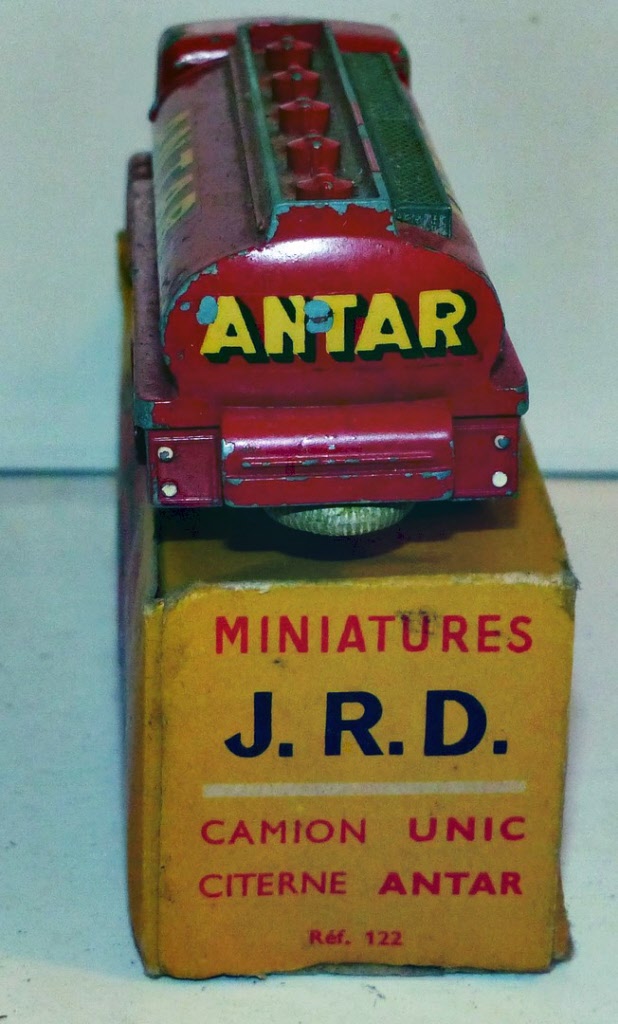 ANTAR
MINIATURES
J. R. D.
CAMION UNIC
CITERNE ANTAR
Réf. 122